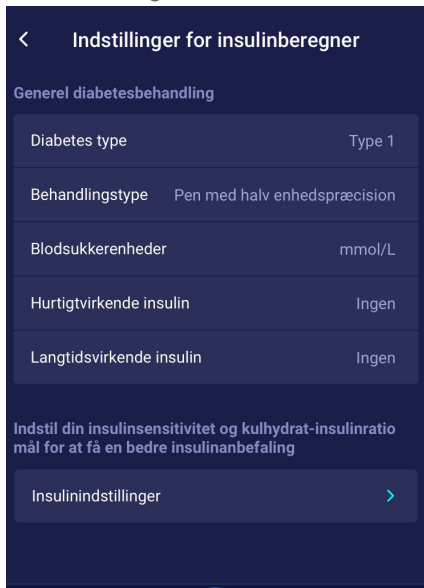 Indstillinger for insulinberegner
Generel diabetesbehandling
Diabetes type Type 1
Behandlingstype Pen med halv enhedspræcision
Blodsukkerenheder mmol/L
Hurtigtvirkende insulin Ingen
Langtidsvirkende insulin Ingen
Indstil din insulinsensitivitet og kulhydrat-insulinratio
mål for at få en bedre insulinanbefaling
Insulinindstillinger